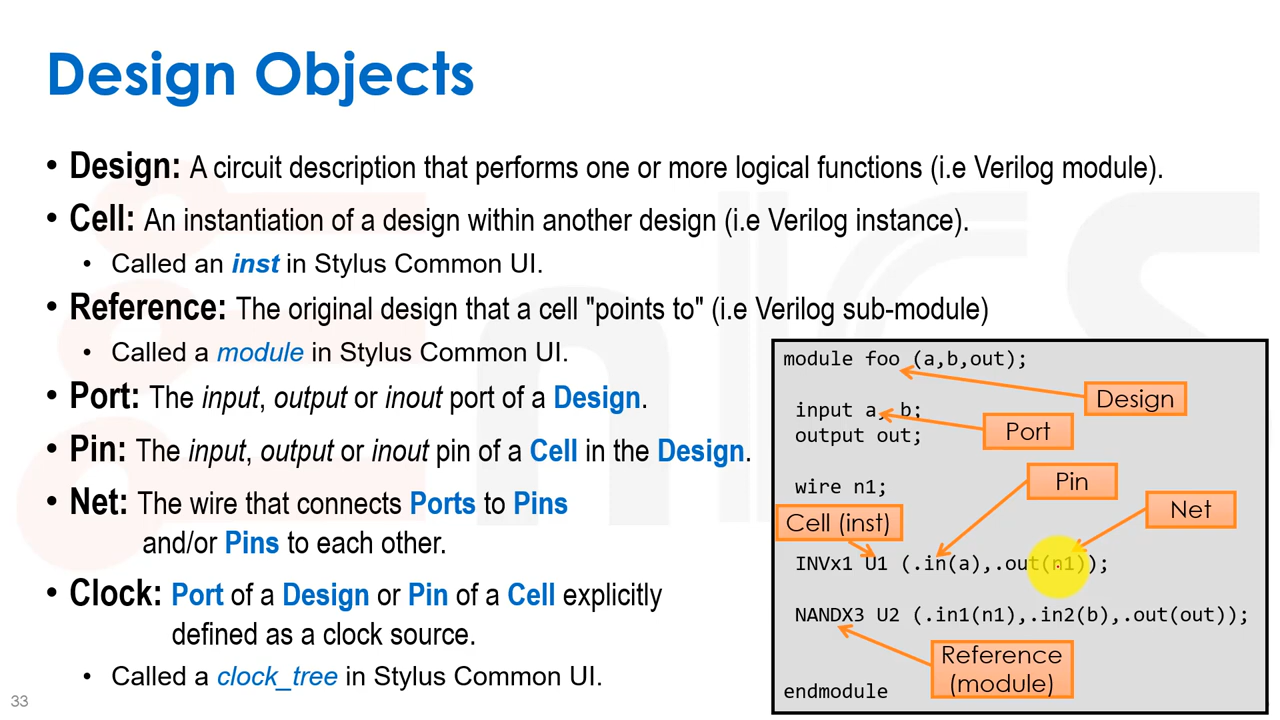 Design Objects
• Design: A circuit description that performs one or more logical functions (i.e Verilog module).
• Cell: An instantiation of a design within another design (i.e Verilog instance).
• Called an inst in Stylus Common UI.
• Reference: The original design that a cell "points to" (i.e Verilog sub-module)
• Called a module in Stylus Common UI.
• Port: The input, output or inout port of a Design.
• Pin: The input, output or inout pin of a Cell in the Design.
• Net: The wire that connects Ports to Pins
and/or Pins to each other.
• Clock: Port of a Design or Pin of a Cell explicitly
defined as a clock source.
• Called a clock_tree in Stylus Common UI.
module foo (a,b,out);
Design
input a, b;
Port
output out;
Pin
wire n1;
Net
Cell (inst)
INVx1 U1 (.in(a),.out(n1));
NANDX3 U2 (.in1(n1),.in2(b),.out(out));
Reference
(module)
endmodule
33